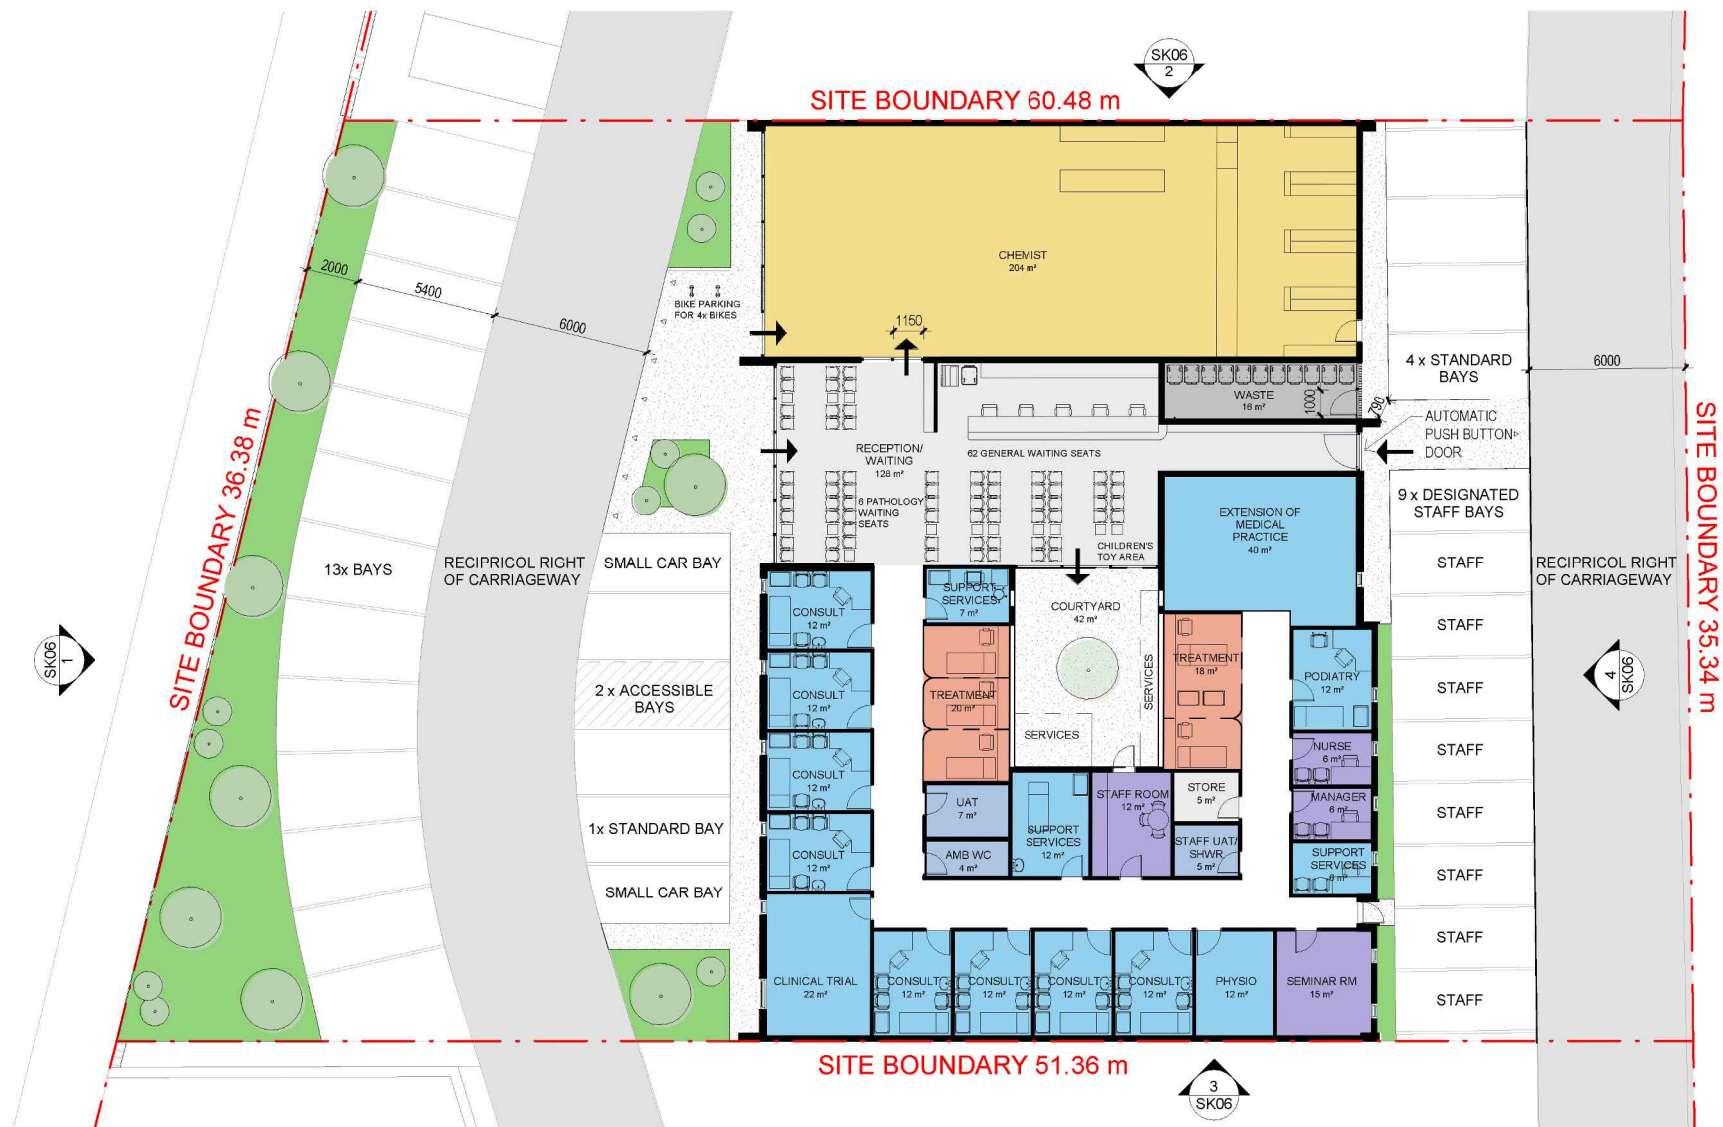 SK06
2
SITE BOUNDARY 60.48 m
CHEMIST
204 m²
2000
5400
6000
BIKE PARKING
FOR 4x BIKES
1150
4 x STANDARD
BAYS
6000
WASTE
16 m²
1000
790
AUTOMATIC
PUSH BUTTON
DOOR
RECEPTION/
WAITING
128 m²
62 GENERAL WAITING SEATS
6 PATHOLOGY
WAITING
SEATS
CHILDREN'S
TOY AREA
EXTENSION OF
MEDICAL
PRACTICE
40 m²
9 x DESIGNATED
STAFF BAYS
SITE BOUNDARY 36.38 m
SITE BOUNDARY 35.34 m
13x BAYS
RECIPRICOL RIGHT
OF CARRIAGEWAY
SMALL CAR BAY
STAFF
RECIPRICOL RIGHT
OF CARRIAGEWAY
CONSULT
12 m²
SUPPORT
SERVICES
7 m²
COURTYARD
42 m²
STAFF
SK06
1
2 x ACCESSIBLE
BAYS
CONSULT
12 m²
TREATMENT
20 m²
SERVICES
SERVICES
TREATMENT
18 m²
PODIATRY
12 m²
STAFF
4
SK06
CONSULT
12 m²
NURSE
6 m²
STAFF
UAT
7 m²
STAFF ROOM
12 m²
STORE
5 m²
MANAGER
6 m²
STAFF
1x STANDARD BAY
CONSULT
12 m²
AMB WC
4 m²
SUPPORT
SERVICES
12 m²
STAFF UAT/
SHWR
5 m²
SUPPORT
SERVICES
6 m²
STAFF
SMALL CAR BAY
STAFF
CLINICAL TRIAL
22 m²
CONSULT
12 m²
CONSULT
12 m²
CONSULT
12 m²
CONSULT
12 m²
PHYSIO
12 m²
SEMINAR RM
15 m²
STAFF
SITE BOUNDARY 51.36 m
3
SK06